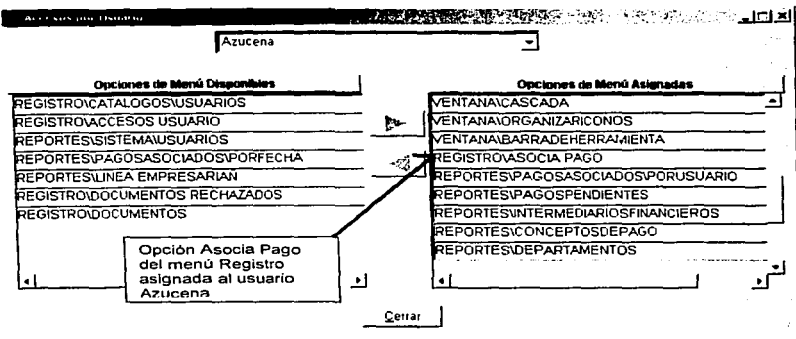 Accesos por Usuario
Azucena
Opciones de Menú Disponibles
REGISTRO\CATALOGOS\USUARIOS
REGISTRO\ACCESOS USUARIO
REPORTES\SISTEMA\USUARIOS
REPORTES\PAGOSASOCIADOS\PORFECHA
REPORTES\LINEA EMPRESARIAN
REGISTRO\DOCUMENTOS RECHAZADOS
REGISTRO\DOCUMENTOS
Opciones de Menú Asignadas
VENTANA\CASCADA
VENTANA\ORGANIZARICONOS
VENTANA\BARRADEHERRAMIENTA
REGISTRO\ASOCIA PAGO
REPORTES\PAGOSASOCIADOS\PORUSUARIO
REPORTES\PAGOSPENDIENTES
REPORTES\INTERMEDIARIOSFINANCIEROS
REPORTES\CONCEPTOSDEPAGO
REPORTES\DEPARTAMENTOS
Opción Asocia Pago
del menú Registro
asignada al usuario
Azucena
Cerrar